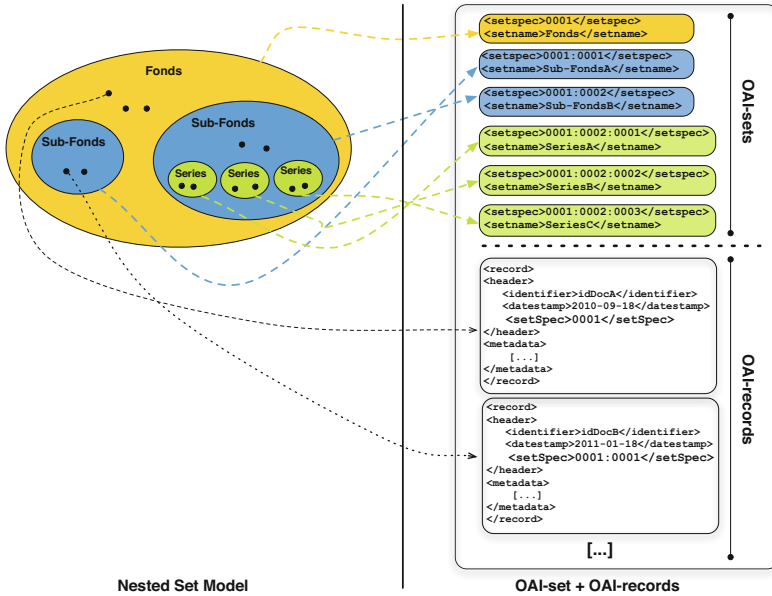 Fonds
Sub-Fonds
Sub-Fonds
Series
Series
Series
Nested Set Model
<setspec>0001</setspec>
<setname>Fonds</setname>
<setspec>0001:0001</setspec>
<setname>Sub-FondsA</setname>
<setspec>0001:0002</setspec>
<setname>Sub-FondsB</setname>
<setspec>0001:0002:0001</setspec>
<setname>SeriesA</setname>
<setspec>0001:0002:0002</setspec>
<setname>SeriesB</setname>
<setspec>0001:0002:0003</setspec>
<setname>SeriesC</setname>
OAI-sets
<record>
<header>
<identifier>idDocA</identifier>
<datestamp>2010-09-18</datestamp>
<setSpec>0001</setSpec>
</header>
<metadata>
[...]
</metadata>
</record>
<record>
<header>
<identifier>idDocB</identifier>
<datestamp>2011-01-18</datestamp>
<setSpec>0001:0001</setSpec>
</header>
<metadata>
[...]
</metadata>
</record>
[...]
OAI-records
OAI-set + OAI-records